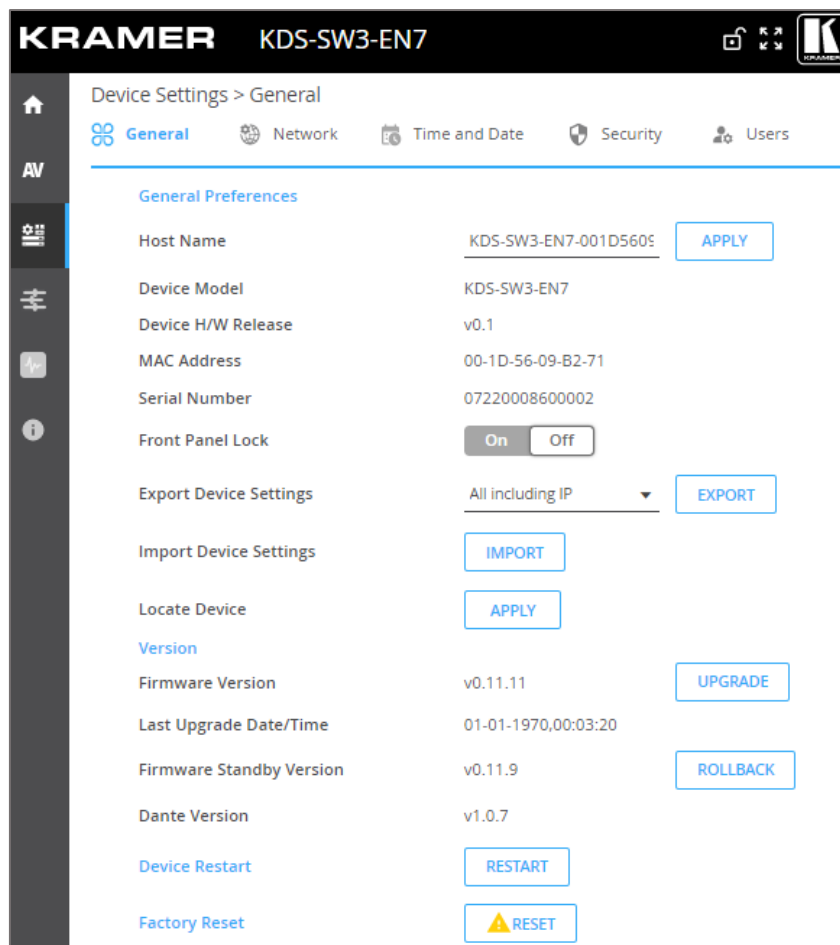 KRAMER KDS-SW3-EN7
KRAMER
Device Settings > General
General Network Time and Date Security Users
AV
General Preferences
Host Name KDS-SW3-EN7-001D5609 APPLY
Device Model KDS-SW3-EN7
Device H/W Release v0.1
MAC Address 00-1D-56-09-B2-71
Serial Number 07220008600002
Front Panel Lock On Off
Export Device Settings All including IP EXPORT
Import Device Settings IMPORT
Locate Device APPLY
Version
Firmware Version v0.11.11 UPGRADE
Last Upgrade Date/Time 01-01-1970,00:03:20
Firmware Standby Version v0.11.9 ROLLBACK
Dante Version v1.0.7
Device Restart RESTART
Factory Reset RESET